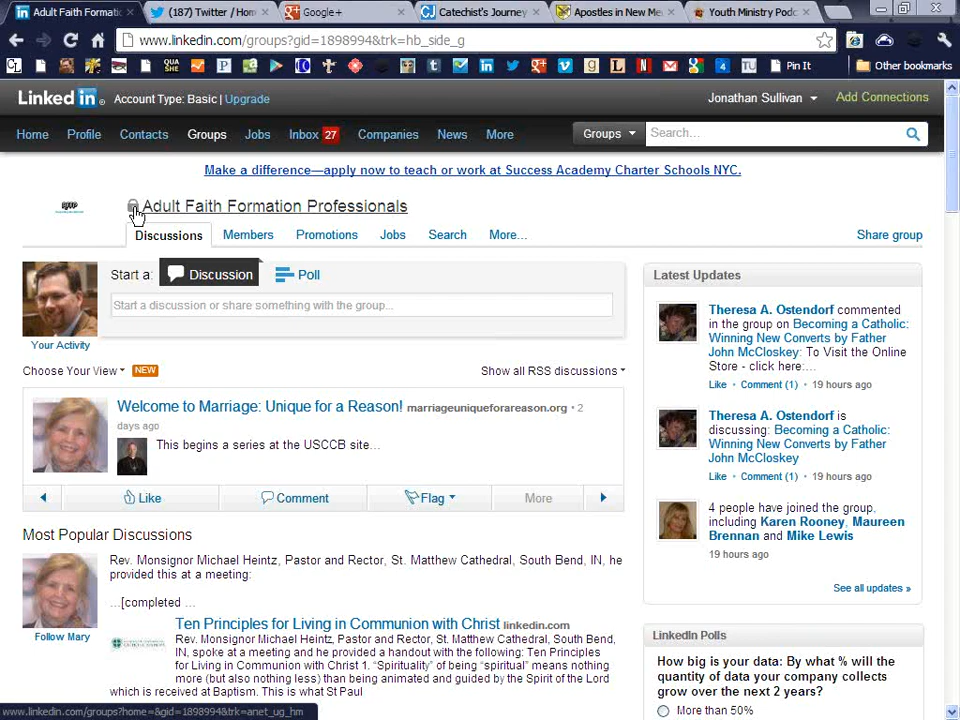 Adult Faith Formati
(187) Twitter / Hom
Google+
Catechist's Journey
Apostles in New Me
Youth Ministry Podc
www.linkedin.com/groups?gid=1898994&trk=hb_side_g
CL
QUA
SHE
Pin It
Other bookmarks
Linked in
Account Type: Basic | Upgrade
Jonathan Sullivan
Add Connections
Home
Profile
Contacts
Groups
Jobs
Inbox 27
Companies
News
More
Groups
Search...
Make a difference—apply now to teach or work at Success Academy Charter Schools NYC.
Adult Faith Formation Professionals
Discussions
Members
Promotions
Jobs
Search
More...
Share group
Start a:
Discussion
Poll
Start a discussion or share something with the group...
Your Activity
Choose Your View
NEW
Show all RSS discussions
Welcome to Marriage: Unique for a Reason! marriageuniqueforareason.org • 2
days ago
This begins a series at the USCCB site...
Like
Comment
Flag
More
Most Popular Discussions
Rev. Monsignor Michael Heintz, Pastor and Rector, St. Matthew Cathedral, South Bend, IN, he
provided this at a meeting:
...[completed ...
Follow Mary
Ten Principles for Living in Communion with Christ linkedin.com
Rev. Monsignor Michael Heintz, Pastor and Rector, St. Matthew Cathedral, South Bend,
IN, spoke at a meeting and he provided a handout with the following: Ten Principles
for Living in Communion with Christ 1. “Spirituality” of being “spiritual” means nothing
more (but also nothing less) than being animated and guided by the Spirit of the Lord
which is received at Baptism. This is what St Paul
Latest Updates
Theresa A. Ostendorf commented
in the group on Becoming a Catholic:
Winning New Converts by Father
John McCloskey: To Visit the Online
Store - click here:...
Like • Comment (1) • 19 hours ago
Theresa A. Ostendorf is
discussing: Becoming a Catholic:
Winning New Converts by Father
John McCloskey
Like • Comment (1) • 19 hours ago
4 people have joined the group,
including Karen Rooney, Maureen
Brennan and Mike Lewis
19 hours ago
See all updates »
LinkedIn Polls
How big is your data: By what % will the
quantity of data your company collects
grow over the next 2 years?
More than 50%
www.linkedin.com/groups?home=&gid=1898994&trk=anet_ug_hm